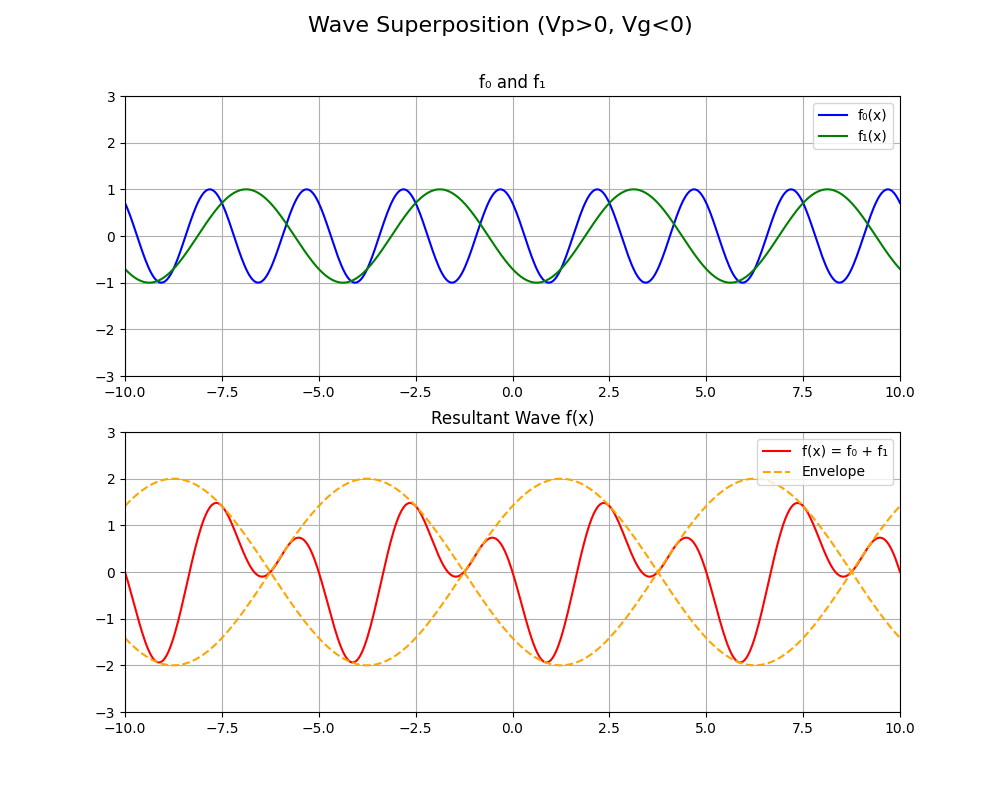 Wave Superposition (Vp>0, Vg<0)
f₀ and f₁
3
2
1
0
−1
−2
−3
f₀(x)
f₁(x)
−10.0 −7.5 −5.0 −2.5 0.0 2.5 5.0 7.5 10.0
Resultant Wave f(x)
3
2
1
0
−1
−2
−3
f(x) = f₀ + f₁
Envelope
−10.0 −7.5 −5.0 −2.5 0.0 2.5 5.0 7.5 10.0